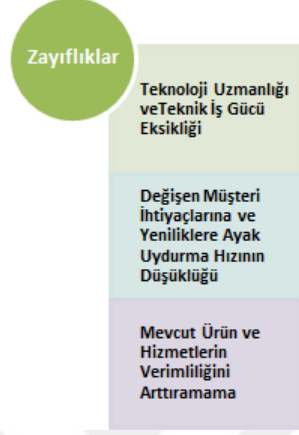 Zayıflıklar
Teknoloji Uzmanlığı
veTeknik İş Gücü
Eksikliği
Değişen Müşteri
İhtiyaçlarına ve
Yeniliklere Ayak
Uydurma Hızının
Düşüklüğü
Mevcut Ürün ve
Hizmetlerin
Verimliliğini
Arttıramama